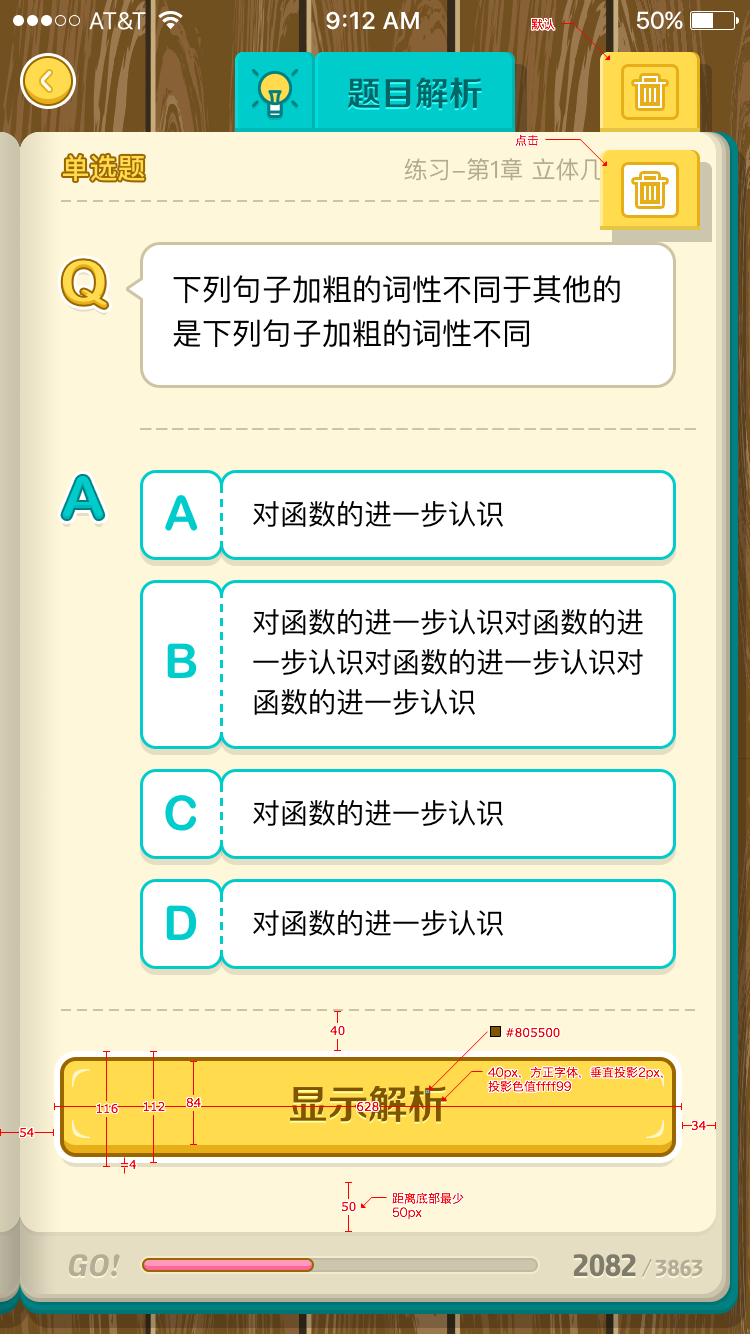 AT&T
9:12 AM
50%
默认
题目解析
点击
单选题
练习-第1章 立体几
Q
下列句子加粗的词性不同于其他的
是下列句子加粗的词性不同
A
A
对函数的进一步认识
B
对函数的进一步认识对函数的进
一步认识对函数的进一步认识对
函数的进一步认识
C
对函数的进一步认识
D
对函数的进一步认识
40
#805500
40px、方正字体、垂直投影2px、
投影色值ffff99
显示解析
116
112
84
628
54
34
4
50
距离底部最少
50px
GO!
2082 / 3863